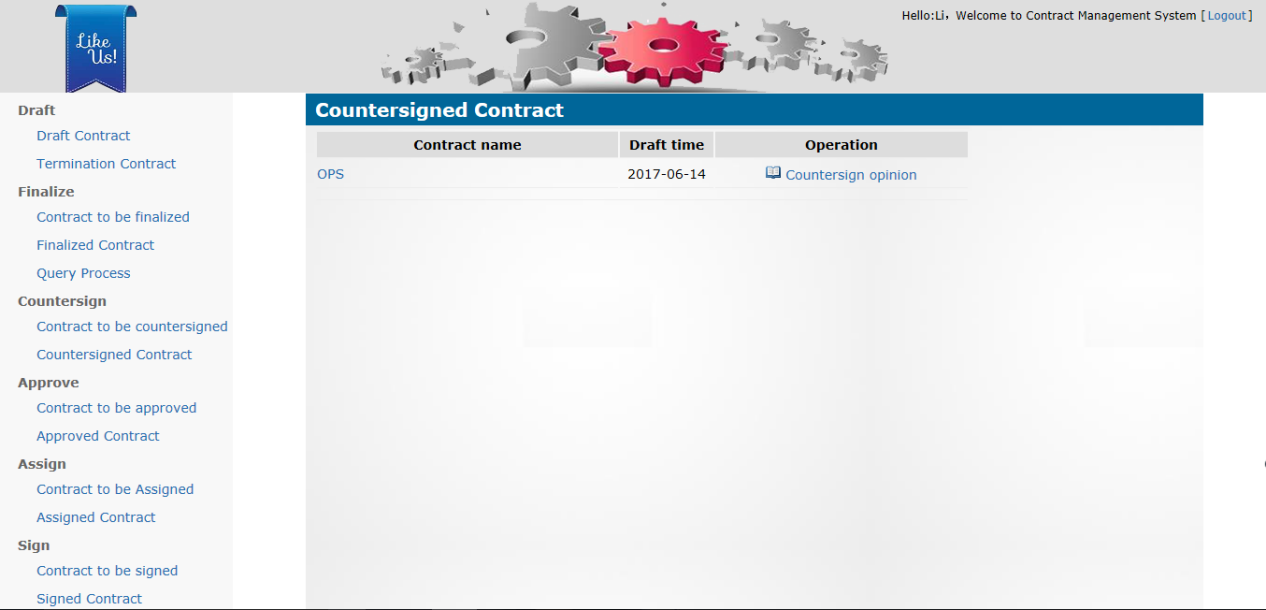 Like
Us!
Hello:Li， Welcome to Contract Management System [Logout]
Draft
Draft Contract
Termination Contract
Finalize
Contract to be finalized
Finalized Contract
Query Process
Countersign
Contract to be countersigned
Countersigned Contract
Approve
Contract to be approved
Approved Contract
Assign
Contract to be Assigned
Assigned Contract
Sign
Contract to be signed
Signed Contract
Countersigned Contract
Contract name Draft time Operation
OPS 2017-06-14 Countersign opinion